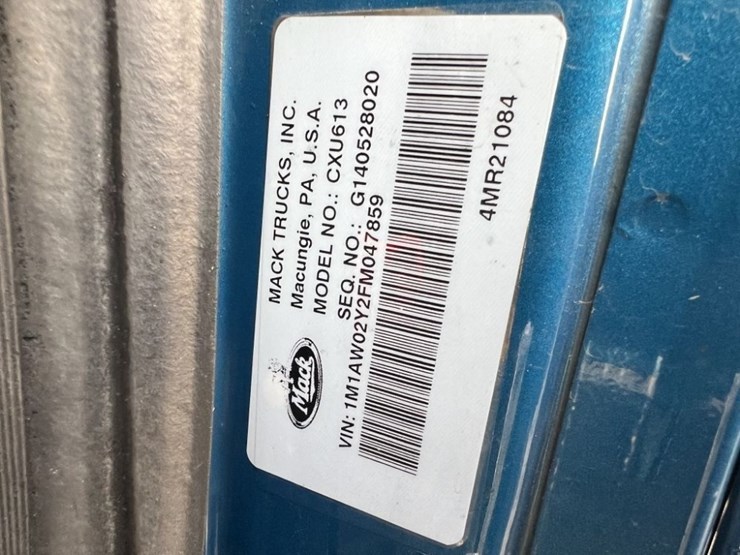 MACK TRUCKS, INC.
Macungie, PA, U.S.A.
MODEL NO.: CXU613
SEQ. NO.: G140528020
Mack
VIN: 1M1AW02Y2FM047859
4MR21084